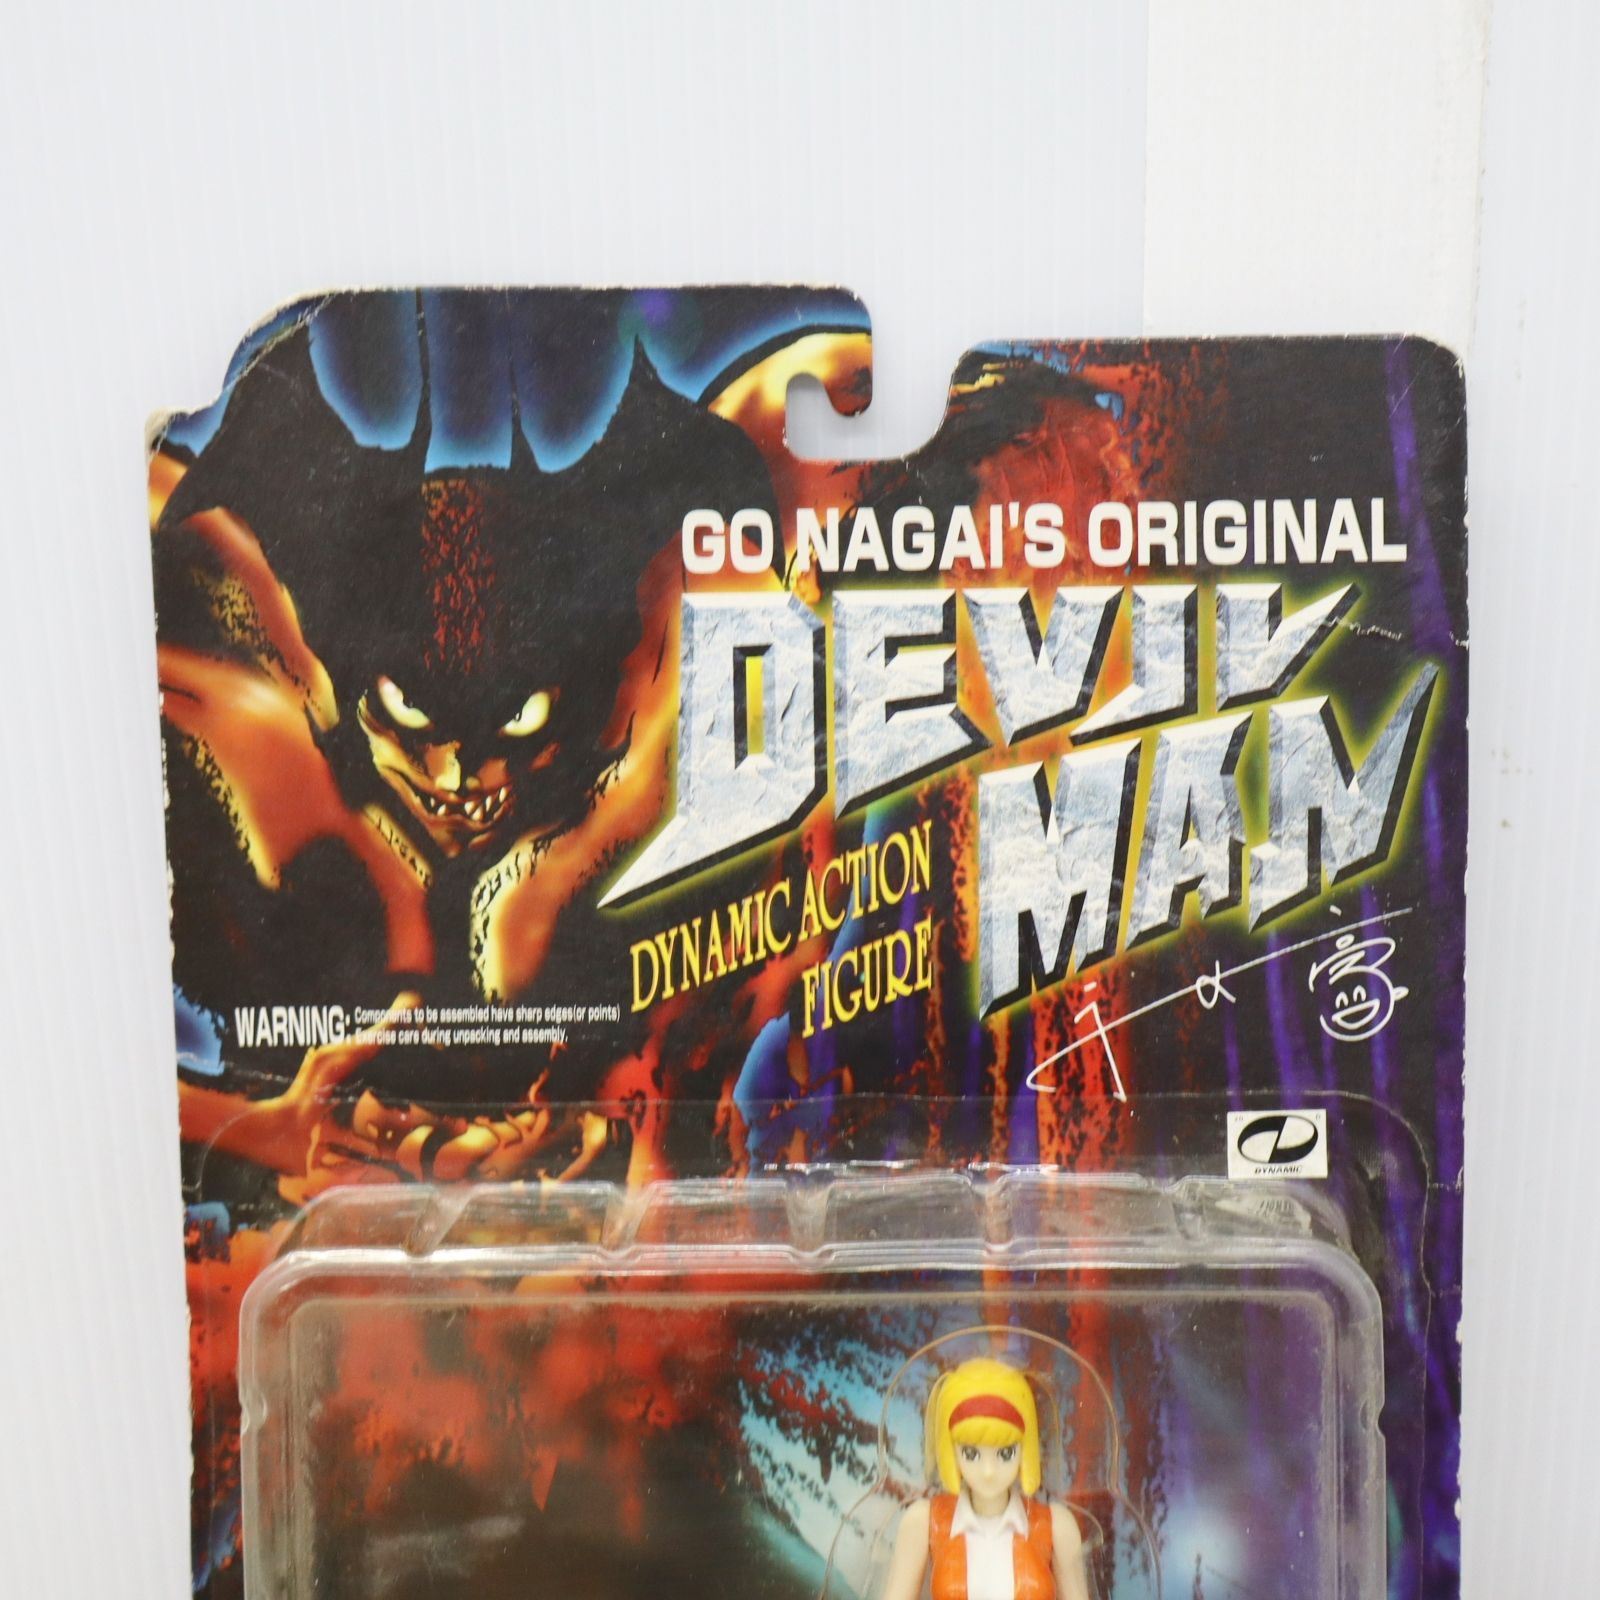 GO NAGAI'S ORIGINAL
DEVIL
MAN
DYNAMIC ACTION
FIGURE
WARNING: Components to be assembled have sharp edges(or points)
Exercise care during unpacking and assembly.
DYNAMIC